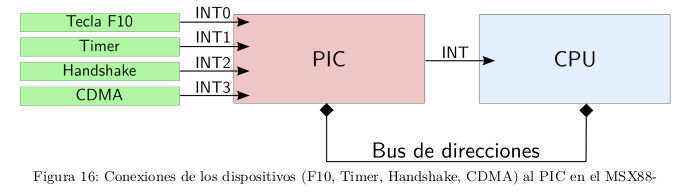 Tecla F10
INT0
Timer
INT1
Handshake
INT2
CDMA
INT3
PIC
INT
CPU
Bus de direcciones
Figura 16: Conexiones de los dispositivos (F10, Timer, Handshake, CDMA) al PIC en el MSX88-